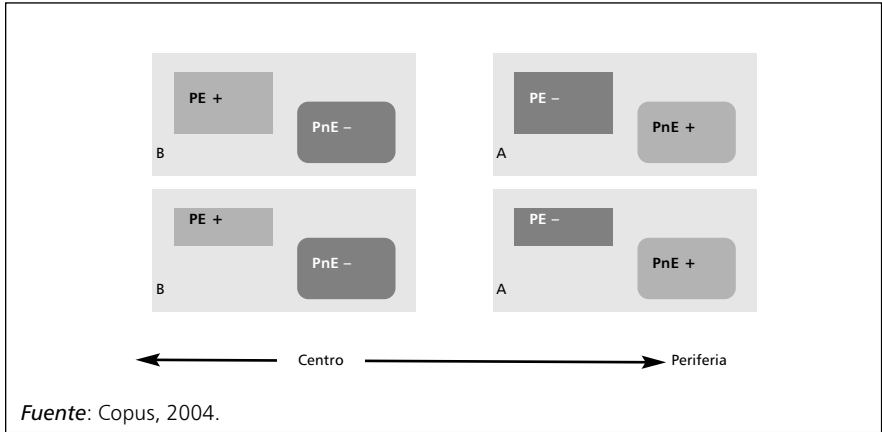 PE +
PnE –
B
PE –
PnE +
A
PE +
PnE –
B
PE –
PnE +
A
Centro
Periferia
Fuente: Copus, 2004.